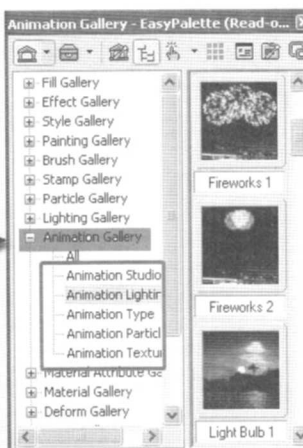 Animation Gallery - EasyPalette (Read-o...
Fill Gallery
Effect Gallery
Style Gallery
Painting Gallery
Brush Gallery
Stamp Gallery
Particle Gallery
Lighting Gallery
Animation Gallery
All
Animation Studio
Animation Lightin
Animation Type
Animation Particl
Animation Textur
Material Attribute Ga
Material Gallery
Deform Gallery
Fireworks 1
Fireworks 2
Light Bulb 1